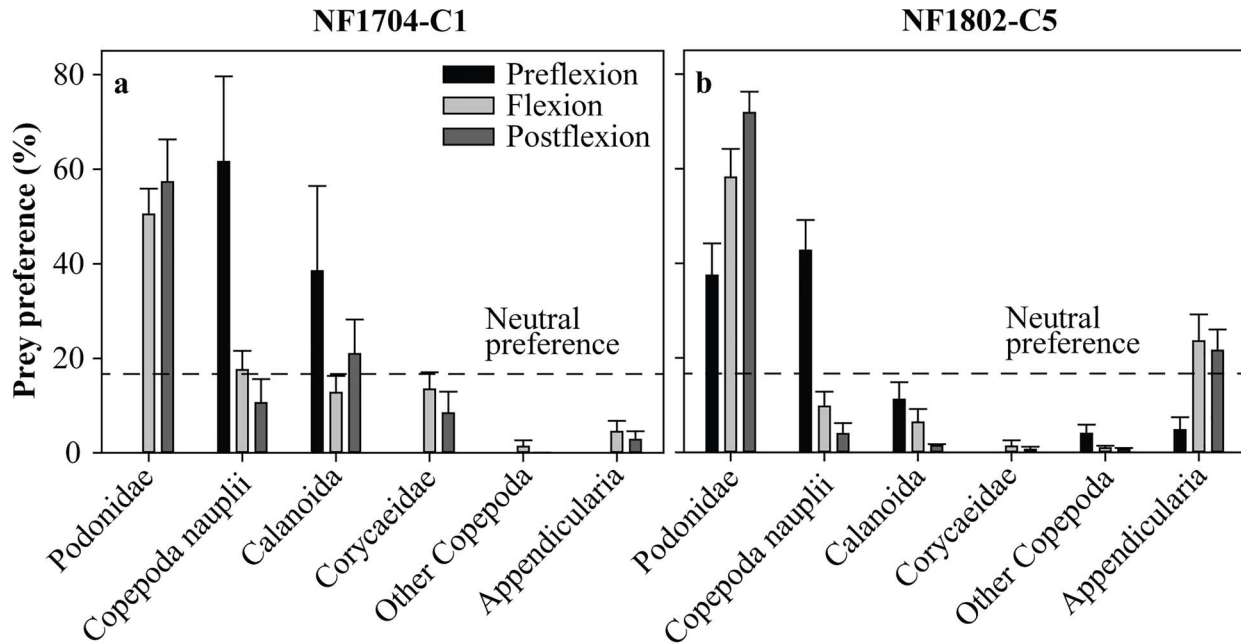 NF1704-C1
NF1802-C5
Prey preference (%)
80
60
40
20
0
a
Preflexion
Flexion
Postflexion
Neutral
preference
b
Neutral
preference
Podonidae
Copepoda nauplii
Calanoida
Corycaeidae
Other Copepoda
Appendicularia
Podonidae
Copepoda nauplii
Calanoida
Corycaeidae
Other Copepoda
Appendicularia